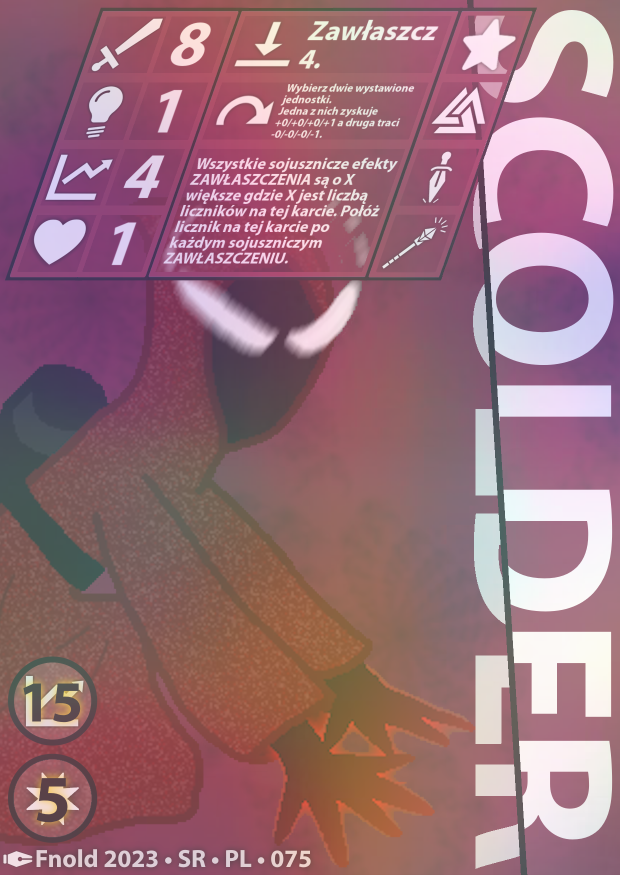 8
Zawłaszcz
4.
1
Wybierz dwie wystawione
jednostki.
Jedna z nich zyskuje
+0/+0/+0/+1 a druga traci
-0/-0/-0/-1.
4
Wszystkie sojusznicze efekty
ZAWŁASZCZENIA są o X
większe gdzie X jest liczbą
liczników na tej karcie. Połóż
licznik na tej karcie po
każdym sojuszniczym
ZAWŁASZCZENIU.
1
SCOLDER
15
5
Fnold 2023 • SR • PL • 075